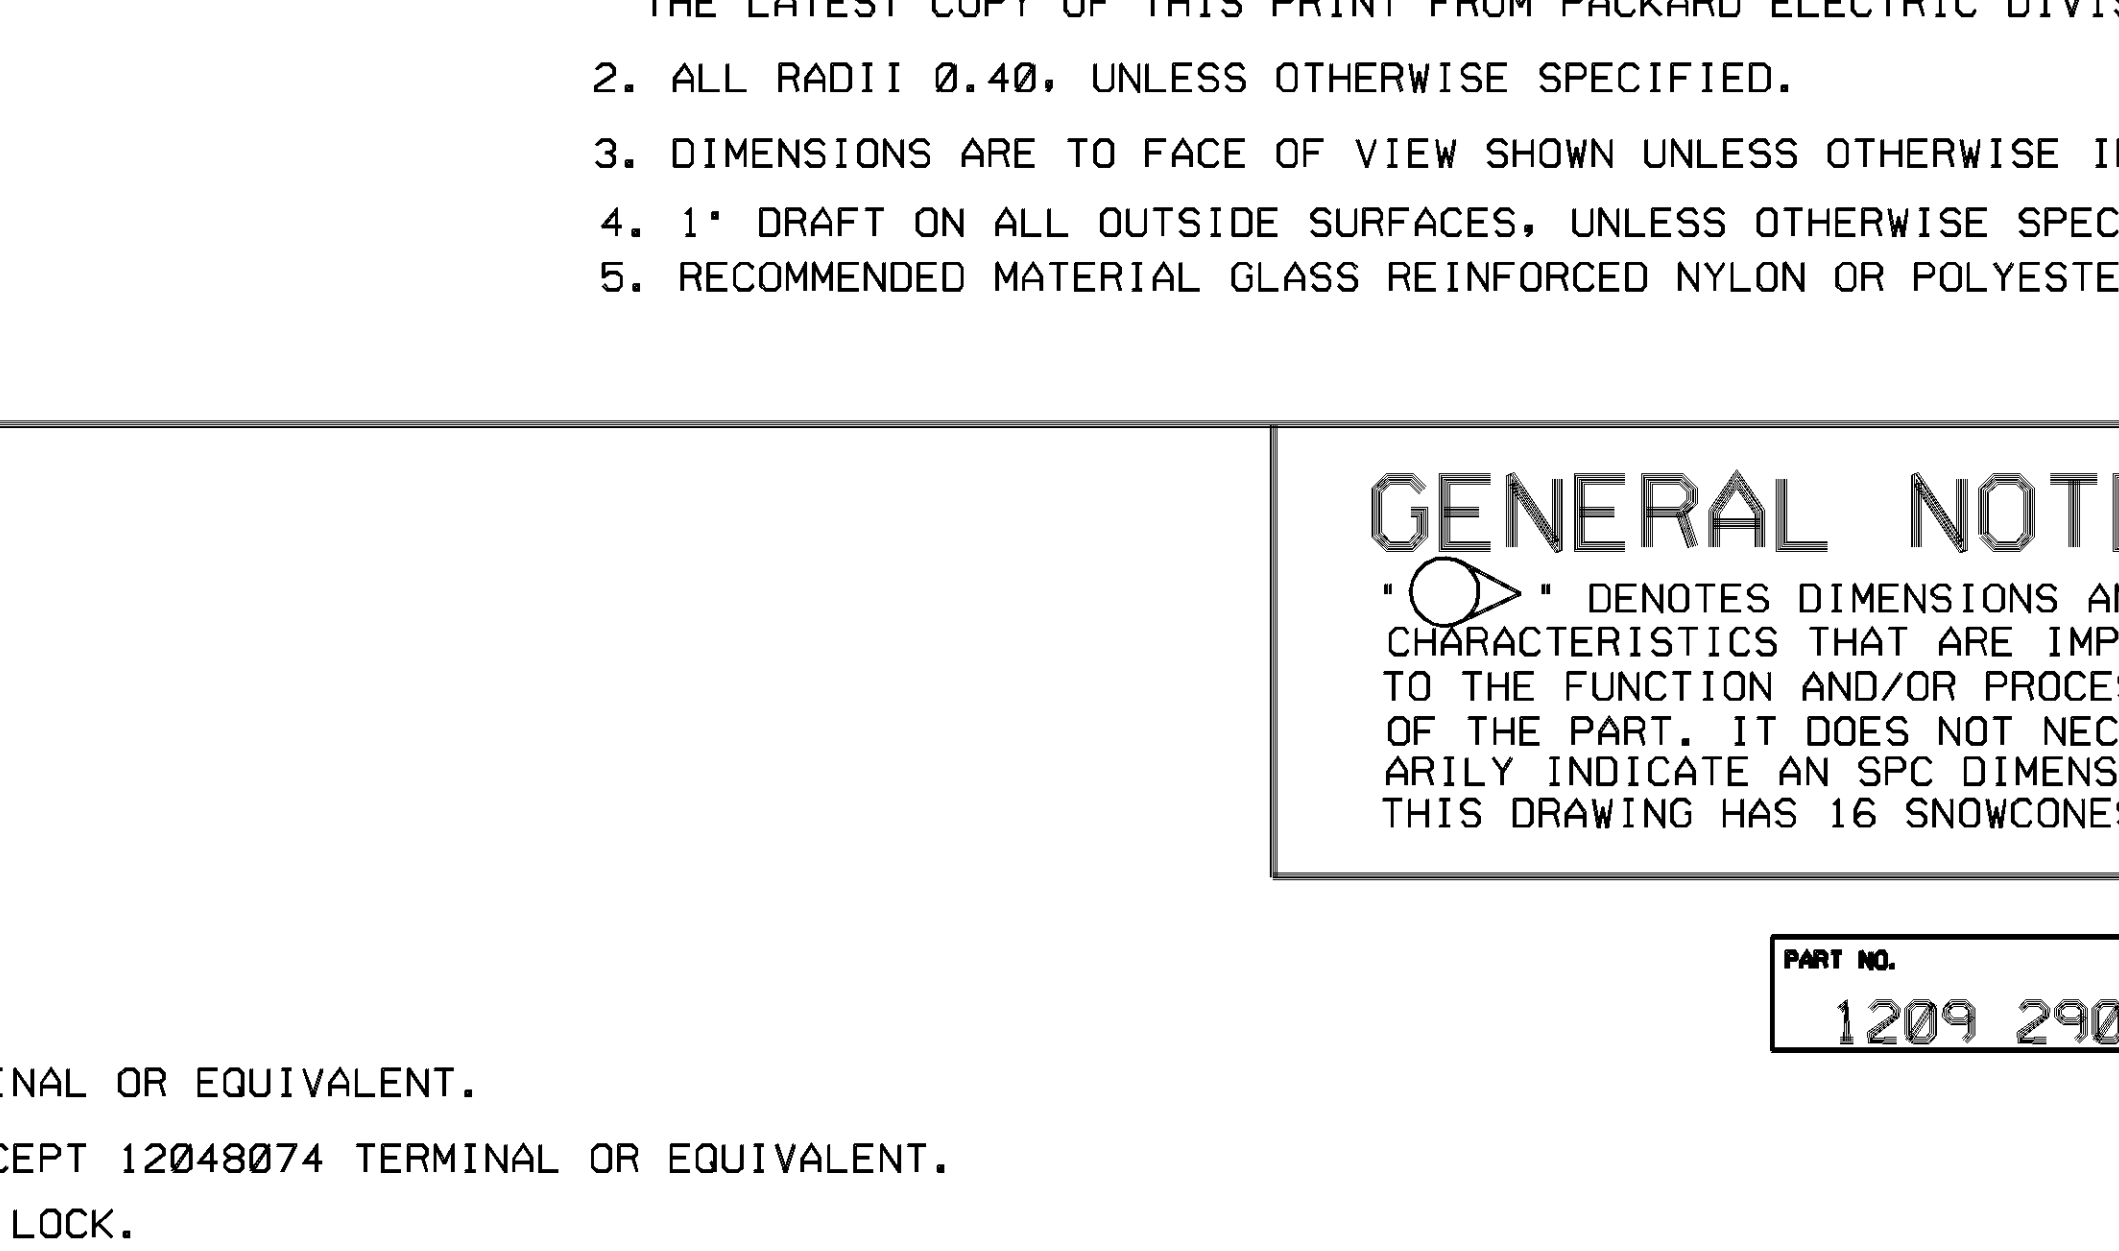 THE LATEST COPY OF THIS PRINT FROM PACKARD ELECTRIC
2. ALL RADII 0.40, UNLESS OTHERWISE SPECIFIED.
3. DIMENSIONS ARE TO FACE OF VIEW SHOWN UNLESS OTHERWISE
4. 1° DRAFT ON ALL OUTSIDE SURFACES, UNLESS OTHERWISE SPEC
5. RECOMMENDED MATERIAL GLASS REINFORCED NYLON OR POLYESTE
GENERAL NOTE
" " DENOTES DIMENSIONS AN
CHARACTERISTICS THAT ARE IMP
TO THE FUNCTION AND/OR PROCES
OF THE PART. IT DOES NOT NEC
ARILY INDICATE AN SPC DIMENS
THIS DRAWING HAS 16 SNOWCONES
PART NO.
1209 290
INAL OR EQUIVALENT.
CEPT 12048074 TERMINAL OR EQUIVALENT.
LOCK.